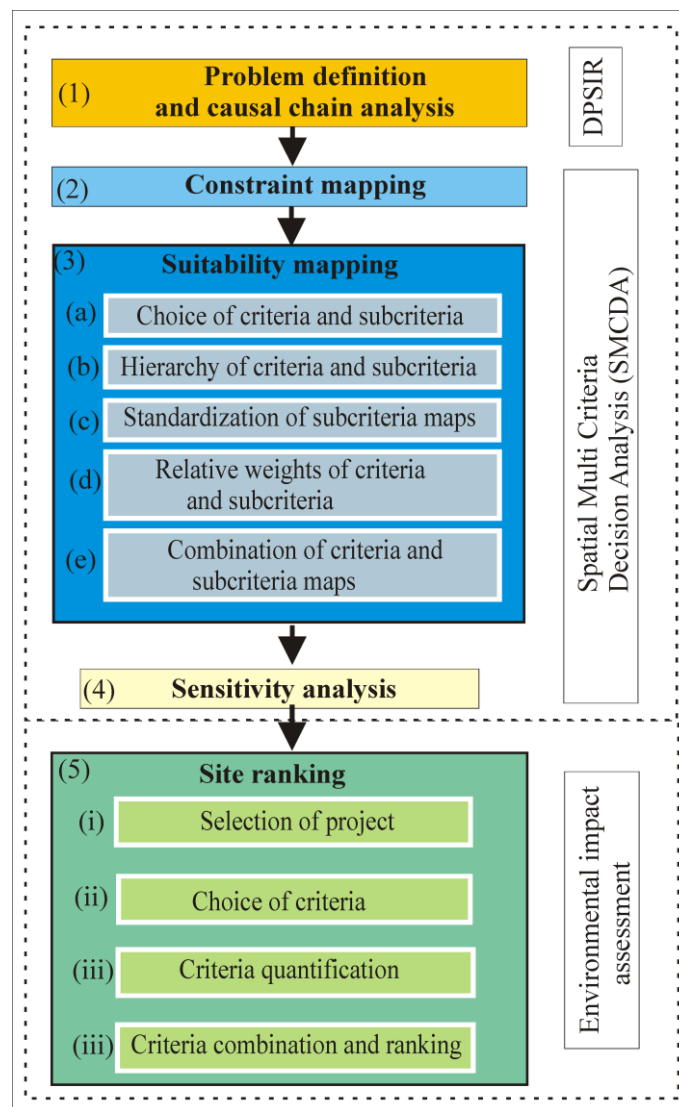 (1) Problem definition
and causal chain analysis
DPSIR
(2) Constraint mapping
(3) Suitability mapping
(a) Choice of criteria and subcriteria
(b) Hierarchy of criteria and subcriteria
(c) Standardization of subcriteria maps
(d) Relative weights of criteria
and subcriteria
(e) Combination of criteria and
subcriteria maps
Spatial Multi Criteria
Decision Analysis (SMCDA)
(4) Sensitivity analysis
(5) Site ranking
(i) Selection of project
(ii) Choice of criteria
(iii) Criteria quantification
(iii) Criteria combination and ranking
Environmental impact
assessment